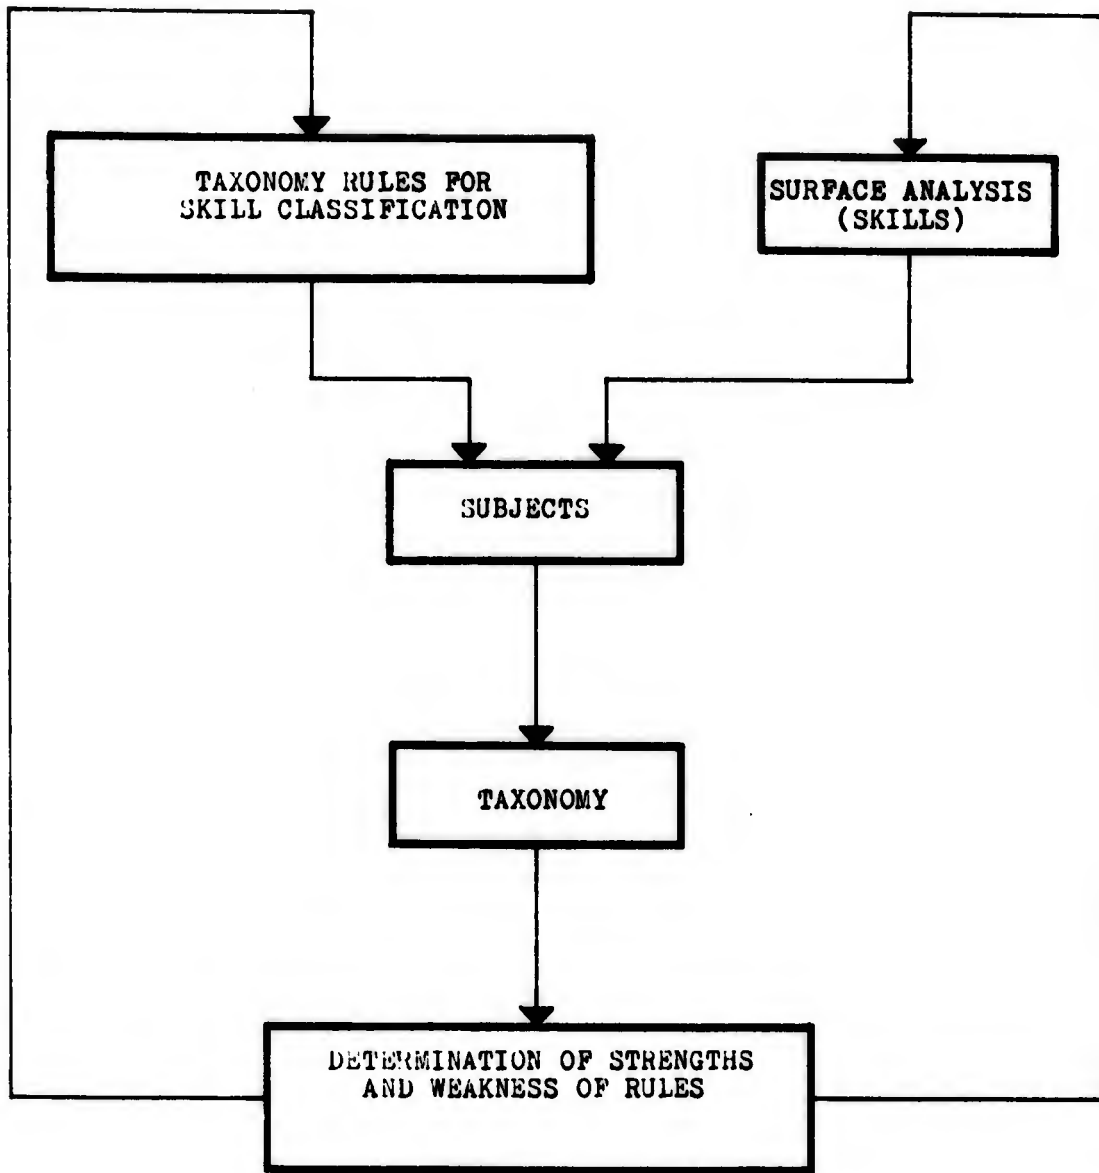 TAXONOMY RULES FOR
SKILL CLASSIFICATION
SURFACE ANALYSIS
(SKILLS)
SUBJECTS
TAXONOMY
DETERMINATION OF STRENGTHS
AND WEAKNESS OF RULES